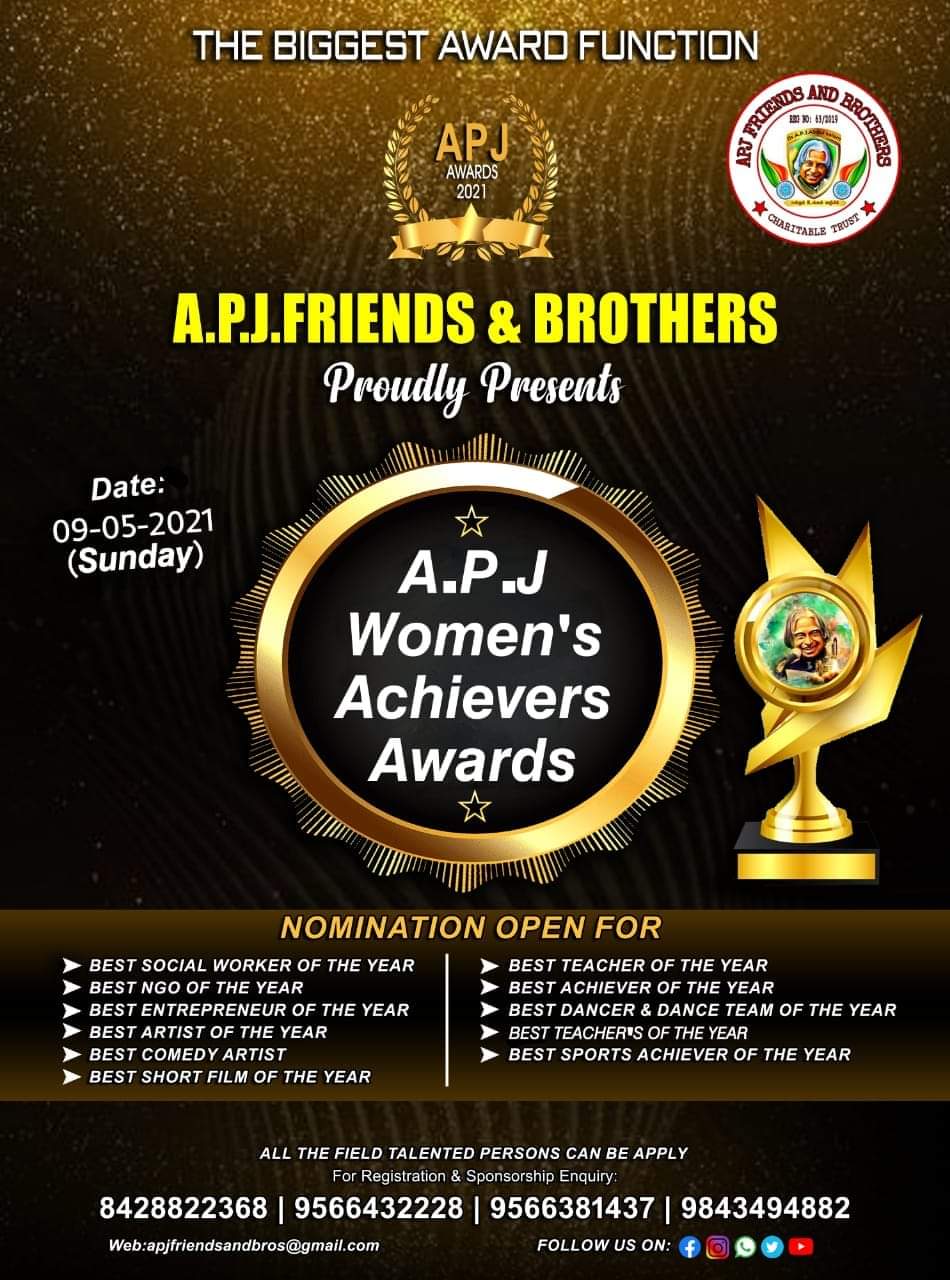 THE BIGGEST AWARD FUNCTION
APJ
AWARDS
2021
APJ FRIENDS AND BROTHERS
REG NO: 63/2019
CHARITABLE TRUST
A.P.J.FRIENDS & BROTHERS
Proudly Presents
Date:
09-05-2021
(Sunday)
A.P.J
Women's
Achievers
Awards
NOMINATION OPEN FOR
BEST SOCIAL WORKER OF THE YEAR
BEST NGO OF THE YEAR
BEST ENTREPRENEUR OF THE YEAR
BEST ARTIST OF THE YEAR
BEST COMEDY ARTIST
BEST SHORT FILM OF THE YEAR
BEST TEACHER OF THE YEAR
BEST ACHIEVER OF THE YEAR
BEST DANCER & DANCE TEAM OF THE YEAR
BEST TEACHER'S OF THE YEAR
BEST SPORTS ACHIEVER OF THE YEAR
ALL THE FIELD TALENTED PERSONS CAN BE APPLY
For Registration & Sponsorship Enquiry:
8428822368 | 9566432228 | 9566381437 | 9843494882
Web:apjfriendsandbros@gmail.com
FOLLOW US ON: